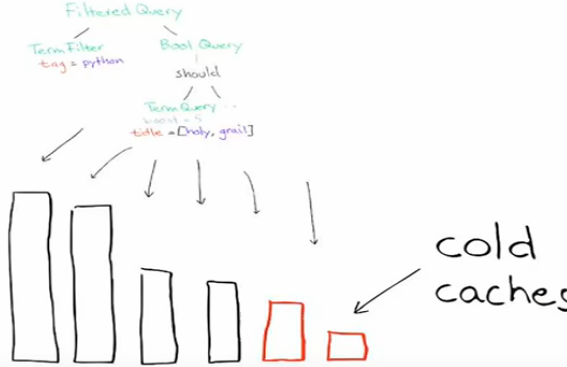 Filtered Query
Term Filter
tag = python
Bool Query
should
Term Query ..
boost = 5
title = [holy, grail]
cold
caches